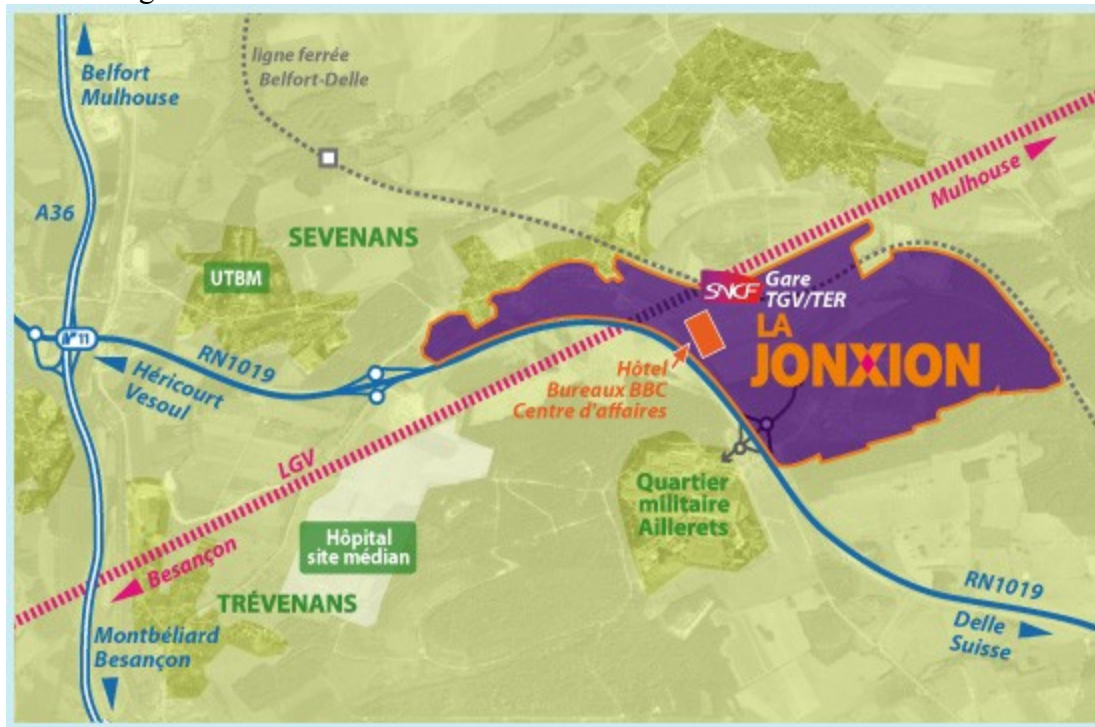 Belfort
Mulhouse
ligne ferrée
Belfort-Delle
A36
Mulhouse
SEVENANS
UTBM
SNCF
Gare
TGV/TER
11
RN1019
Héricourt
Vesoul
LA
JONXION
Hôtel
Bureaux BBC
Centre d'affaires
LGV
Quartier
militaire
Aillerets
Hôpital
site médian
Besançon
TRÉVENANS
RN1019
Delle
Suisse
Montbéliard
Besançon